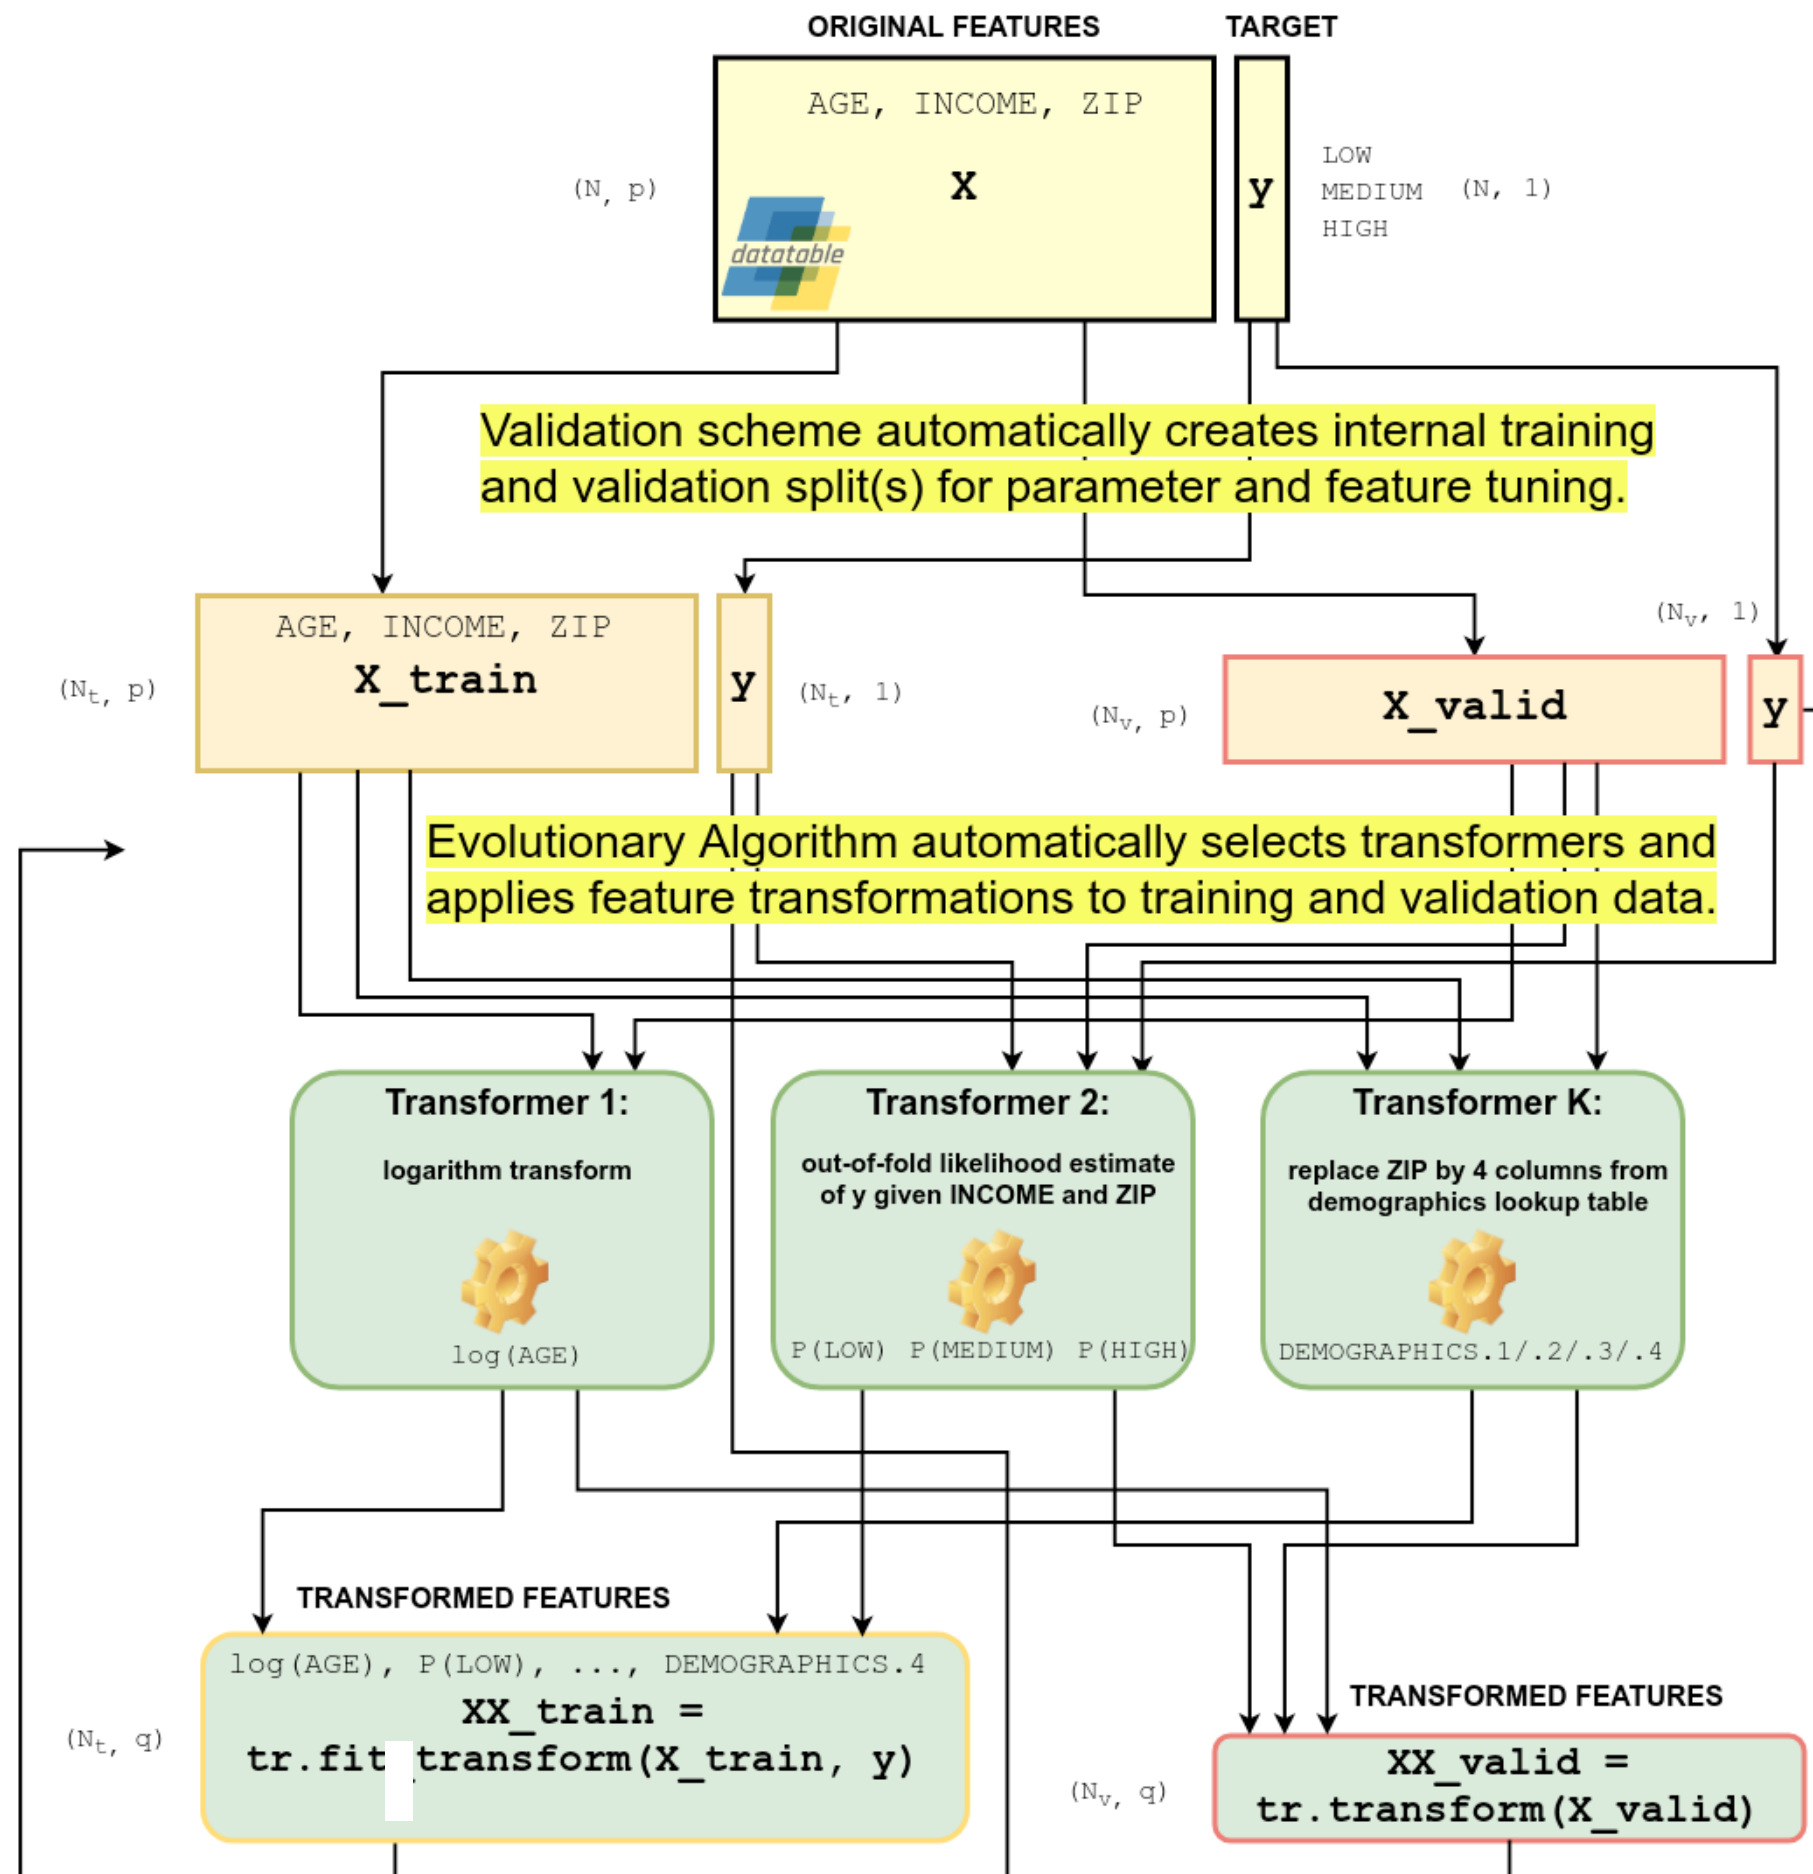 ORIGINAL FEATURES
TARGET
AGE, INCOME, ZIP
X
datatable
(N, p)
y
LOW
MEDIUM
HIGH
(N, 1)
Validation scheme automatically creates internal training
and validation split(s) for parameter and feature tuning.
AGE, INCOME, ZIP
X_train
(Nt, p)
y
(Nt, 1)
(Nv, 1)
(Nv, p)
X_valid
y
Evolutionary Algorithm automatically selects transformers and
applies feature transformations to training and validation data.
Transformer 1:
logarithm transform
log(AGE)
Transformer 2:
out-of-fold likelihood estimate
of y given INCOME and ZIP
P(LOW) P(MEDIUM) P(HIGH)
Transformer K:
replace ZIP by 4 columns from
demographics lookup table
DEMOGRAPHICS.1/.2/.3/.4
TRANSFORMED FEATURES
log(AGE), P(LOW), ..., DEMOGRAPHICS.4
XX_train =
tr.fit_transform(X_train, y)
(Nt, q)
TRANSFORMED FEATURES
XX_valid =
tr.transform(X_valid)
(Nv, q)